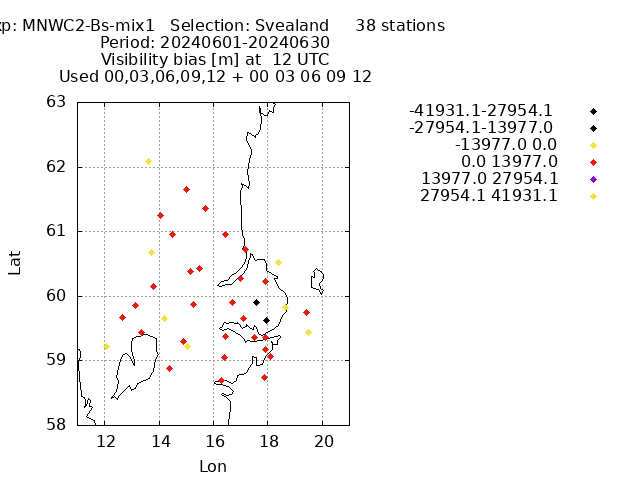 p: MNWC2-Bs-mix1 Selection: Svealand 38 stations
Period: 20240601-20240630
Visibility bias [m] at 12 UTC
Used 00,03,06,09,12 + 00 03 06 09 12
-41931.1-27954.1
-27954.1-13977.0
-13977.0 0.0
0.0 13977.0
13977.0 27954.1
27954.1 41931.1
63
62
61
60
59
58
Lat
12 14 16 18 20
Lon